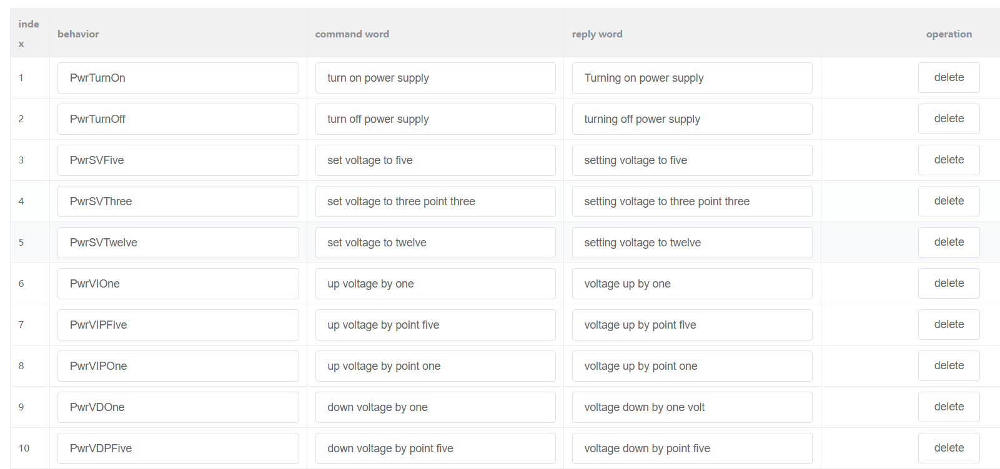 index behavior command word reply word operation
1 PwrTurnOn turn on power supply Turning on power supply delete
2 PwrTurnOff turn off power supply turning off power supply delete
3 PwrSVFive set voltage to five setting voltage to five delete
4 PwrSVThree set voltage to three point three setting voltage to three point three delete
5 PwrSVTwelve set voltage to twelve setting voltage to twelve delete
6 PwrVIOne up voltage by one voltage up by one delete
7 PwrVIPFive up voltage by point five voltage up by point five delete
8 PwrVIPOne up voltage by point one voltage up by point one delete
9 PwrVDOne down voltage by one voltage down by one volt delete
10 PwrVDPFive down voltage by point five voltage down by point five delete